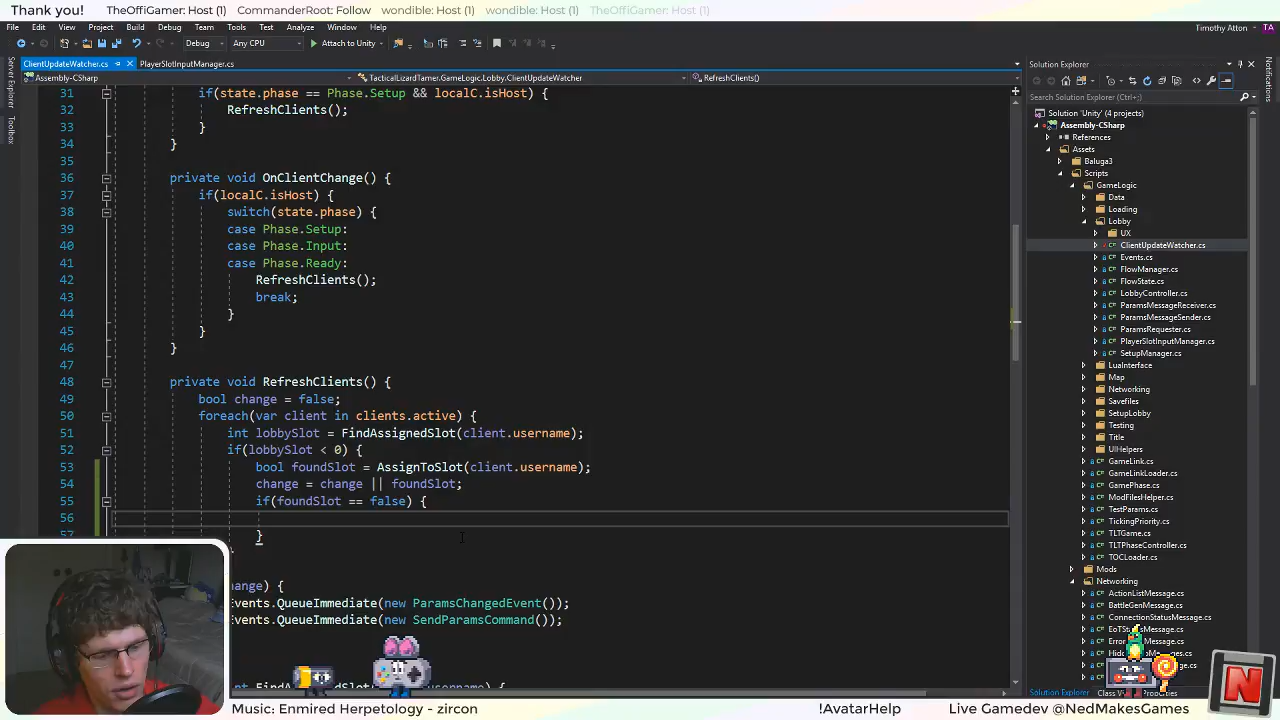 Thank you! TheOffiGamer: Host (1) CommanderRoot: Follow wondible: Host (1) wondible: Host (1) TheOffiGamer: Host (1)
File Edit View Project Build Debug Team Tools Test Analyze Window Help Timothy Atton TA
Debug Any CPU Attach to Unity
ClientUpdateWatcher.cs PlayerSlotInputManager.cs
Assembly-CSharp TacticalLizardTamer.GameLogic.Lobby.ClientUpdateWatcher RefreshClients()
Server Explorer
Toolbox
31 if(state.phase == Phase.Setup && localC.isHost) {
32 RefreshClients();
33 }
34 }
35
36 private void OnClientChange() {
37 if(localC.isHost) {
38 switch(state.phase) {
39 case Phase.Setup:
40 case Phase.Input:
41 case Phase.Ready:
42 RefreshClients();
43 break;
44 }
45 }
46 }
47
48 private void RefreshClients() {
49 bool change = false;
50 foreach(var client in clients.active) {
51 int lobbySlot = FindAssignedSlot(client.username);
52 if(lobbySlot < 0) {
53 bool foundSlot = AssignToSlot(client.username);
54 change = change || foundSlot;
55 if(foundSlot == false) {
56
57 }
hange) {
Events.QueueImmediate(new ParamsChangedEvent());
Events.QueueImmediate(new SendParamsCommand());
Solution Explorer
Notifications
Search Solution Explorer (Ctrl+;)
Solution 'Unity' (4 projects)
Assembly-CSharp
References
Assets
Baluga3
Scripts
GameLogic
Data
Loading
Lobby
UX
ClientUpdateWatcher.cs
Events.cs
FlowManager.cs
FlowState.cs
LobbyController.cs
ParamsMessageReceiver.cs
ParamsMessageSender.cs
ParamsRequester.cs
PlayerSlotInputManager.cs
SetupManager.cs
LuaInterface
Map
Networking
Savefiles
SetupLobby
Testing
Title
UIHelpers
GameLink.cs
GameLinkLoader.cs
GamePhase.cs
ModFilesHelper.cs
TestParams.cs
TickingPriority.cs
TLTGame.cs
TLTPhaseController.cs
TOCLoader.cs
Mods
Networking
ActionListMessage.cs
BattleGenMessage.cs
ConnectionStatusMessage.cs
Solution Explorer
Music: Enmired Herpetology - zircon !AvatarHelp Live Gamedev @NedMakesGames
N